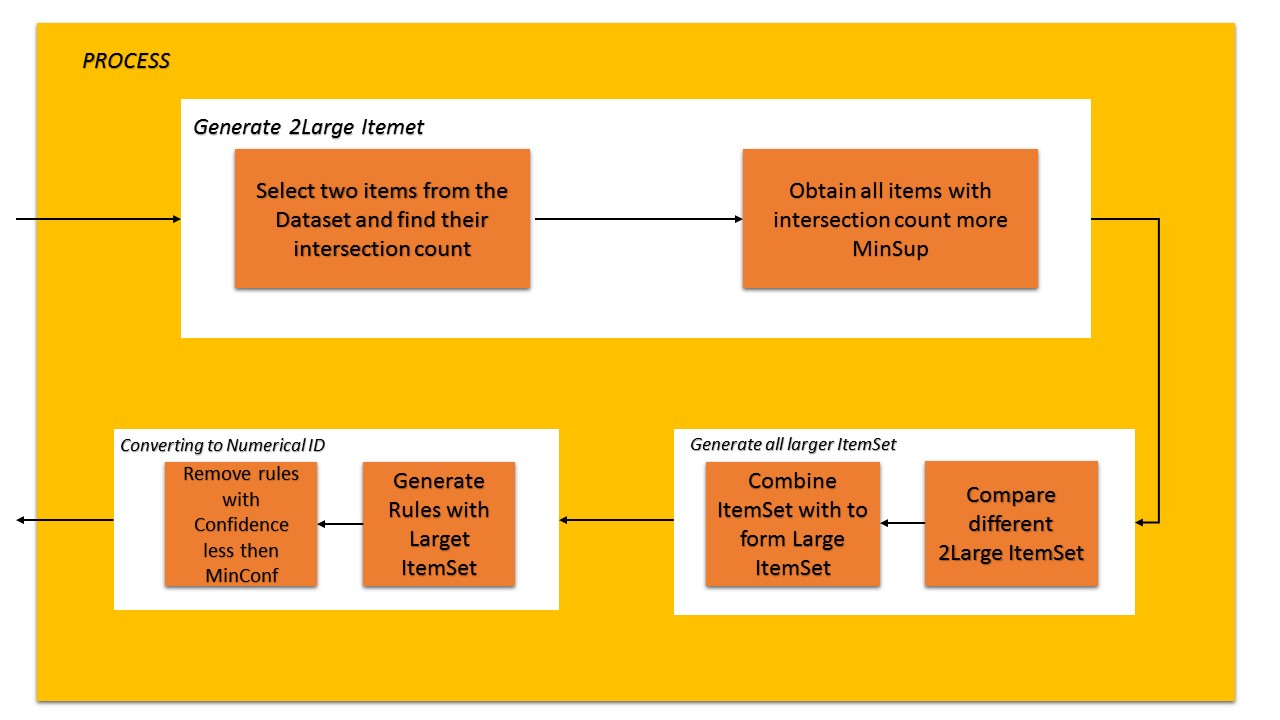 PROCESS
Generate 2Large Itemet
Select two items from the
Dataset and find their
intersection count
Obtain all items with
intersection count more
MinSup
Converting to Numerical ID
Remove rules
with
Confidence
less then
MinConf
Generate
Rules with
Larget
ItemSet
Generate all larger ItemSet
Combine
ItemSet with to
form Large
ItemSet
Compare
different
2Large ItemSet